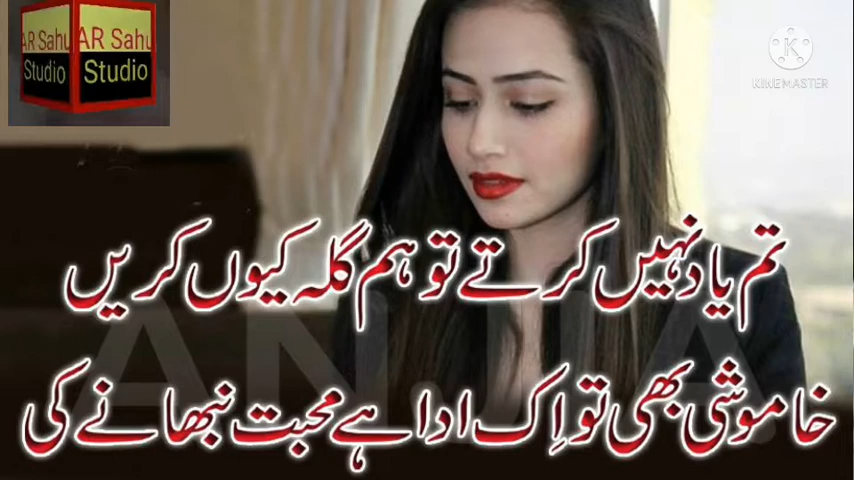 AR Sahu AR Sahu
Studio Studio
KINEMASTER
تم یاد نہیں کرتے تو ہم گلہ کیوں کریں
خاموشی بھی تو اِک ادا ہے محبت نبھانے کی